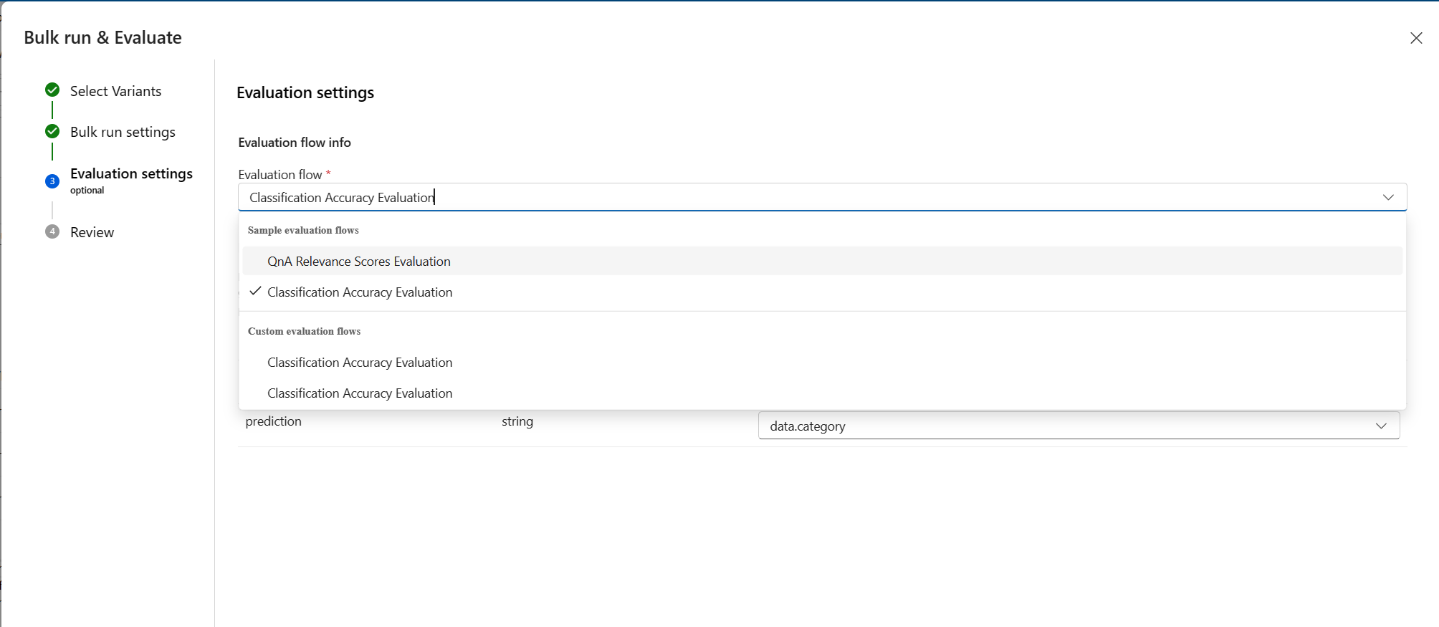 Bulk run & Evaluate
Select Variants
Bulk run settings
3
Evaluation settings
optional
4
Review
Evaluation settings
Evaluation flow info
Evaluation flow *
Classification Accuracy Evaluation
Sample evaluation flows
QnA Relevance Scores Evaluation
Classification Accuracy Evaluation
Custom evaluation flows
Classification Accuracy Evaluation
Classification Accuracy Evaluation
prediction string data.category